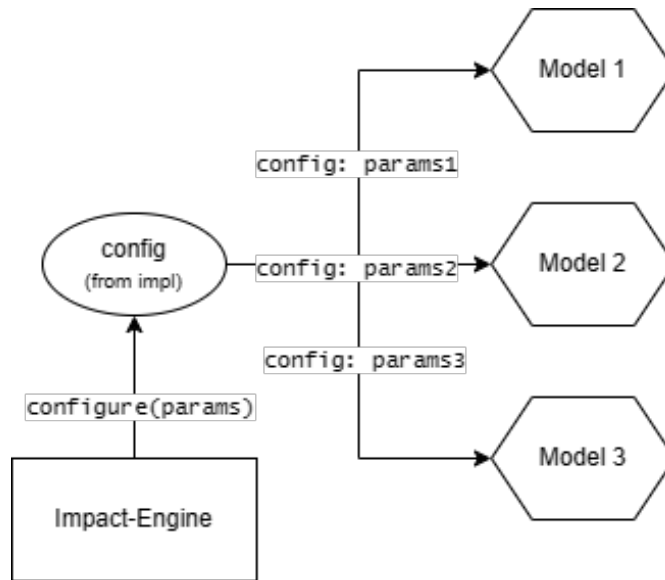 Model 1
config: params1
config
(from impl)
config: params2
Model 2
config: params3
configure(params)
Model 3
Impact-Engine